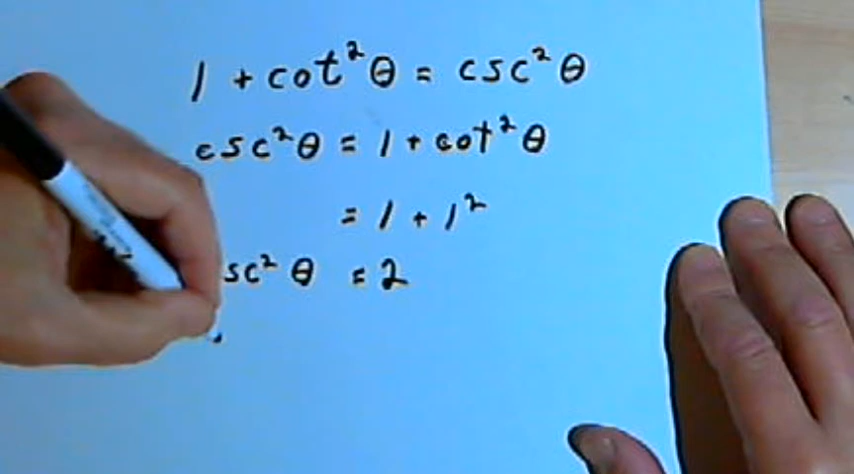 1 + cot²θ = csc²θ
csc²θ = 1 + cot²θ
= 1 + 1²
sc²θ = 2